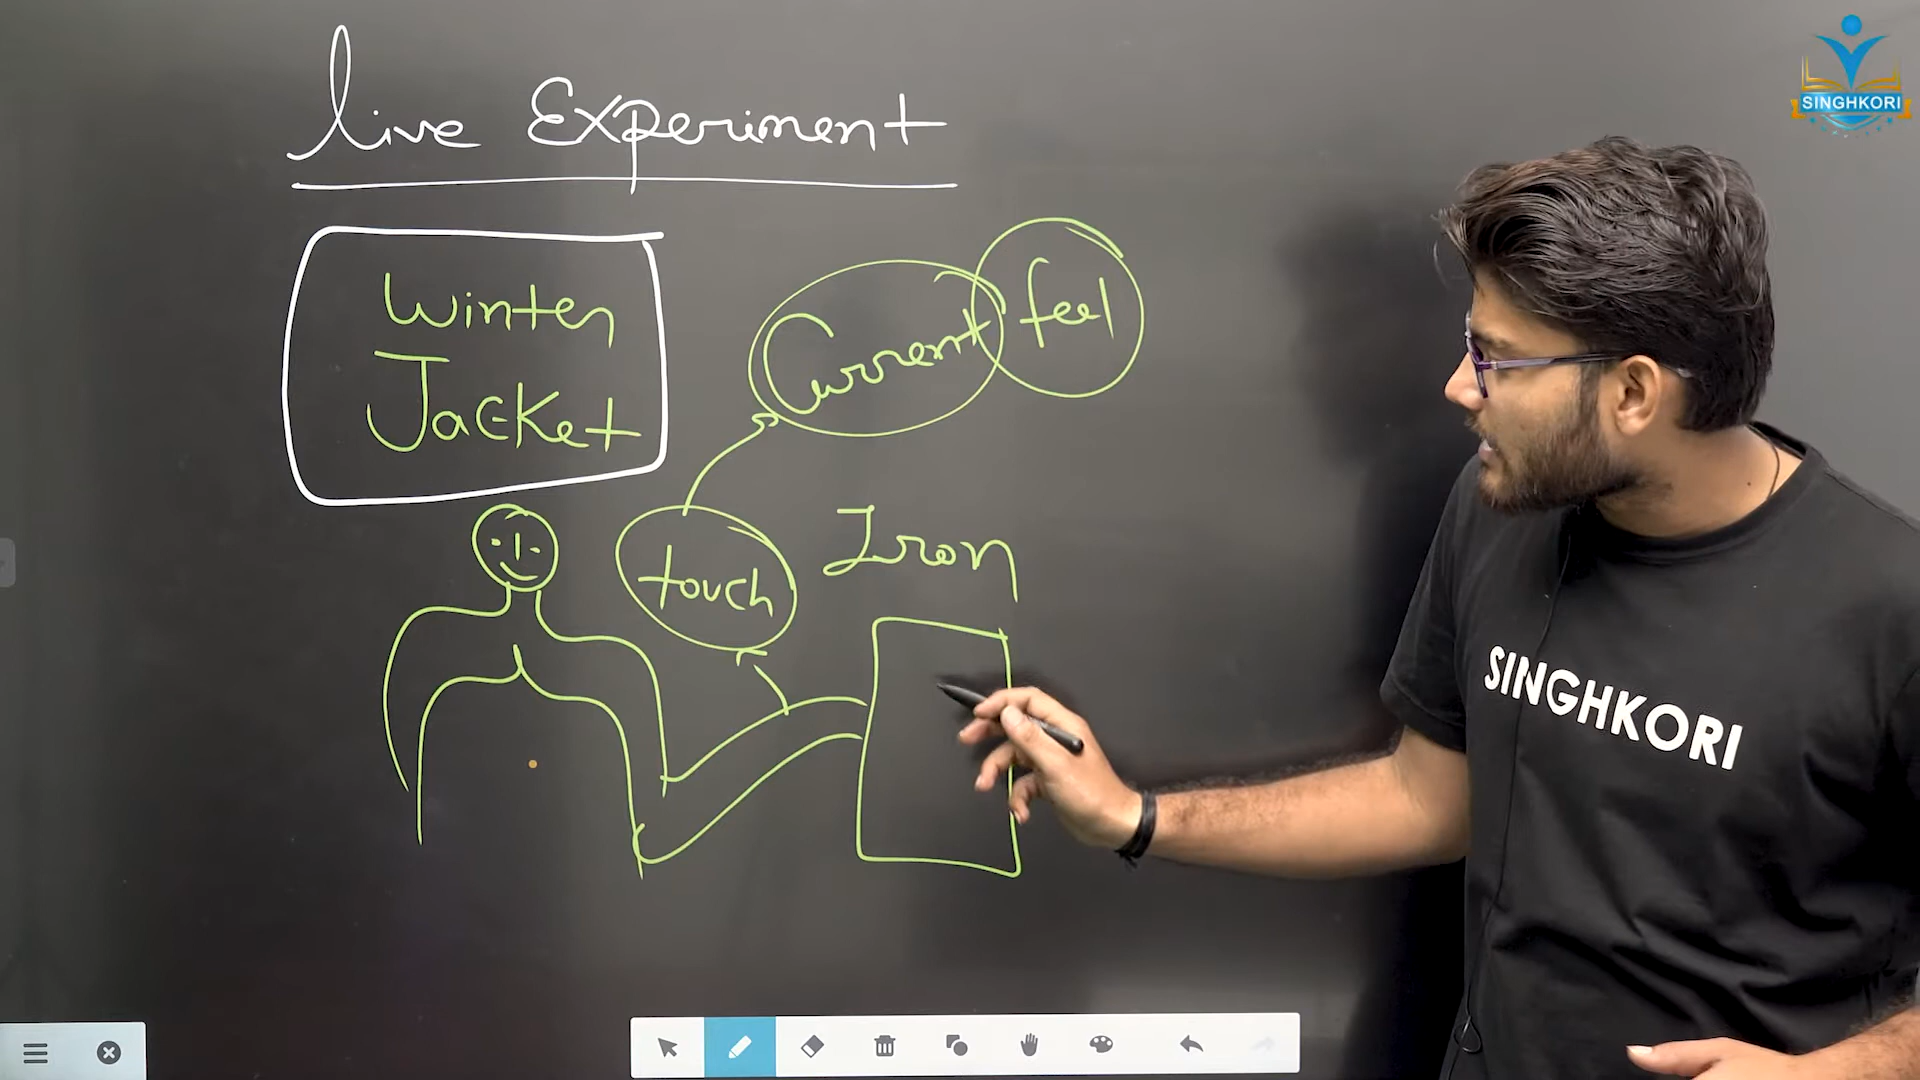 Live Experiment
Winter
Jacket
Current
feel
touch
Iron
SINGHKORI
SINGHKORI